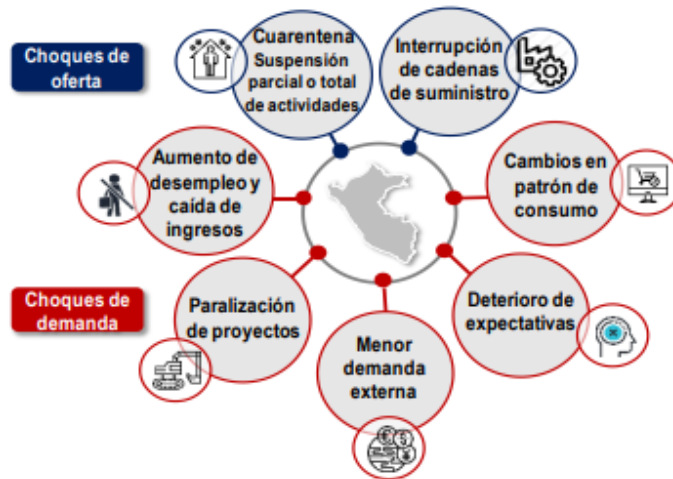 Choques de
oferta
Cuarentena
Suspensión
parcial o total
de actividades
Interrupción
de cadenas
de suministro
Aumento de
desempleo y
caída de
ingresos
Cambios en
patrón de
consumo
Choques de
demanda
Paralización
de proyectos
Menor
demanda
externa
Deterioro de
expectativas